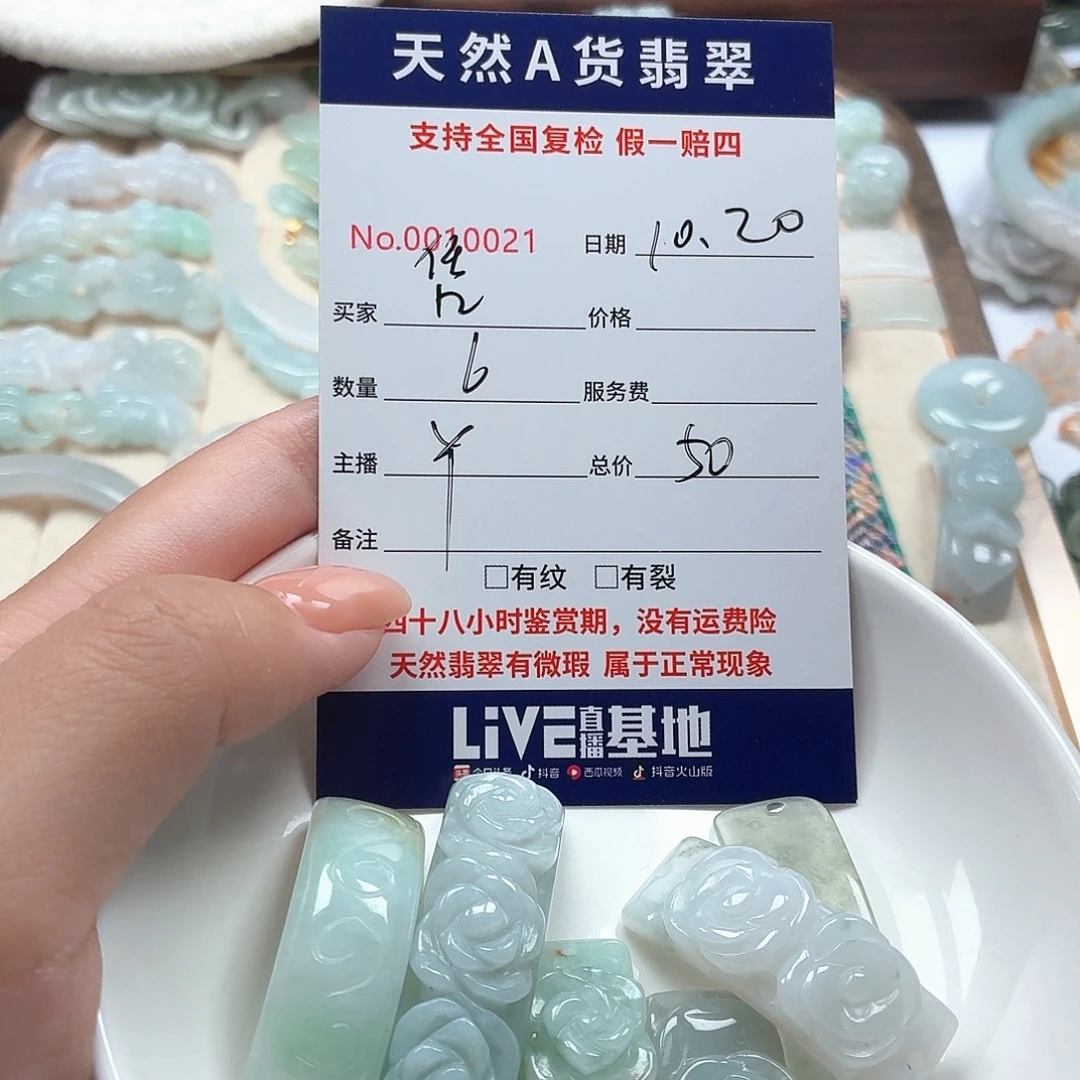 天然A货翡翠
支持全国复检 假一赔四
No.0010021 日期 10.20
买家 价格
数量 6 服务费
主播 总价 50
备注
□有纹 □有裂
四十八小时鉴赏期，没有运费险
天然翡翠有微瑕 属于正常现象
LiVE直播基地
今日头条 抖音 西瓜视频 抖音火山版